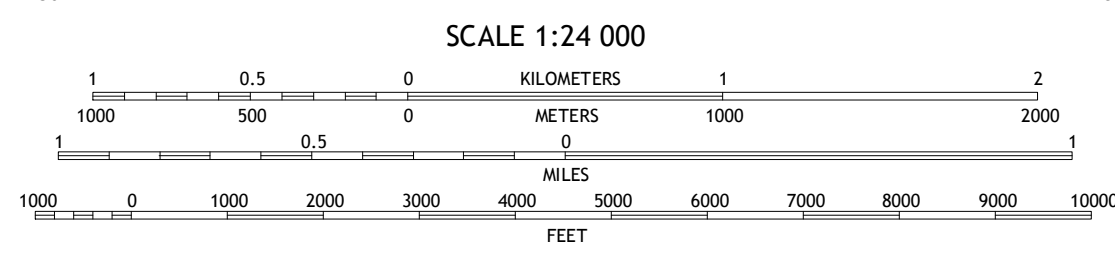 SCALE 1:24 000
1 0.5 0 KILOMETERS 1 2
1000 500 0 METERS 1000 2000
1 0.5 0 1
MILES
1000 0 1000 2000 3000 4000 5000 6000 7000 8000 9000 10000
FEET